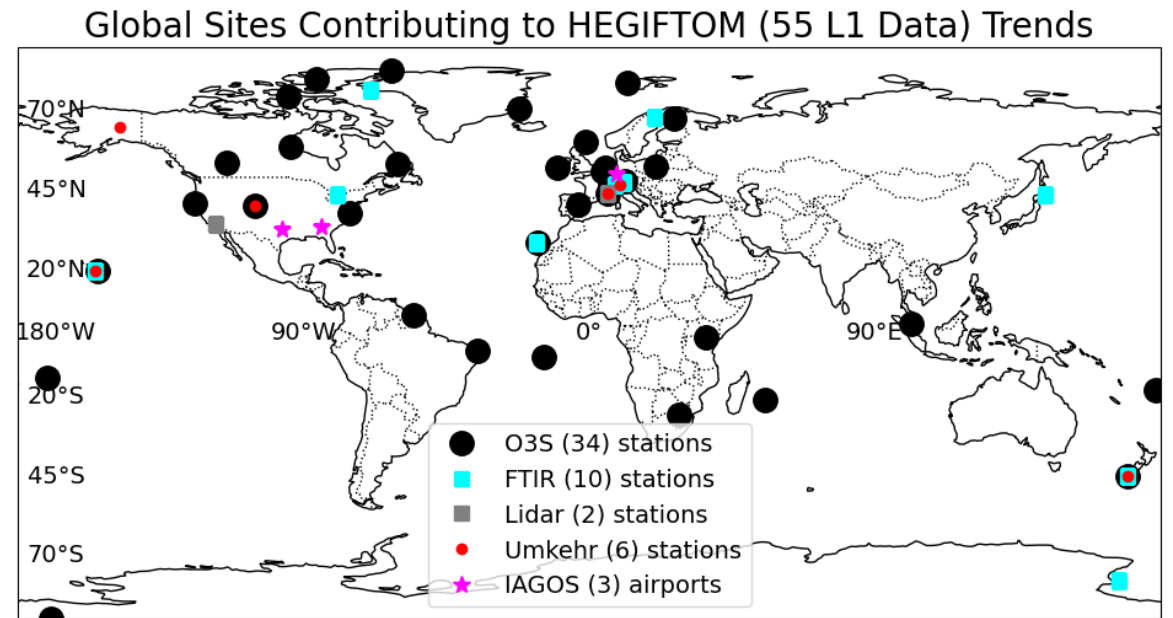 Global Sites Contributing to HEGIFTOM (55 L1 Data) Trends
70°N
45°N
20°N
180°W 90°W 0° 90°E
20°S
45°S
70°S
O3S (34) stations
FTIR (10) stations
Lidar (2) stations
Umkehr (6) stations
IAGOS (3) airports